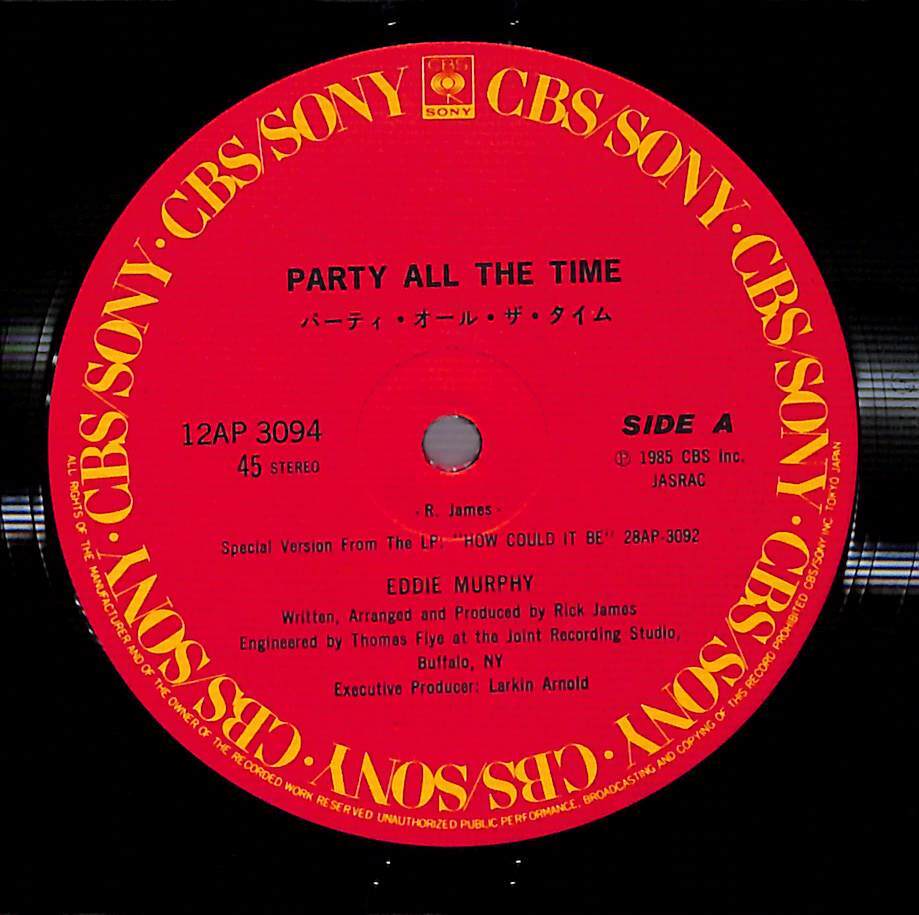 CBS
SONY
CBS/SONY · CBS/SONY · CBS/SONY · CBS/SONY · CBS/SONY · CBS/SONY · CBS/SONY · CBS/SONY
PARTY ALL THE TIME
パーティ・オール・ザ・タイム
12AP 3094
45 STEREO
SIDE A
Ⓟ 1985 CBS Inc.
JASRAC
- R. James -
Special Version From The LP: "HOW COULD IT BE" 28AP-3092
EDDIE MURPHY
Written, Arranged and Produced by Rick James
Engineered by Thomas Flye at the Joint Recording Studio,
Buffalo, NY
Executive Producer: Larkin Arnold
ALL RIGHTS OF THE MANUFACTURER AND OF THE OWNER OF THE RECORDED WORK RESERVED UNAUTHORIZED PUBLIC PERFORMANCE, BROADCASTING AND COPYING OF THIS RECORD PROHIBITED CBS/SONY INC. TOKYO JAPAN